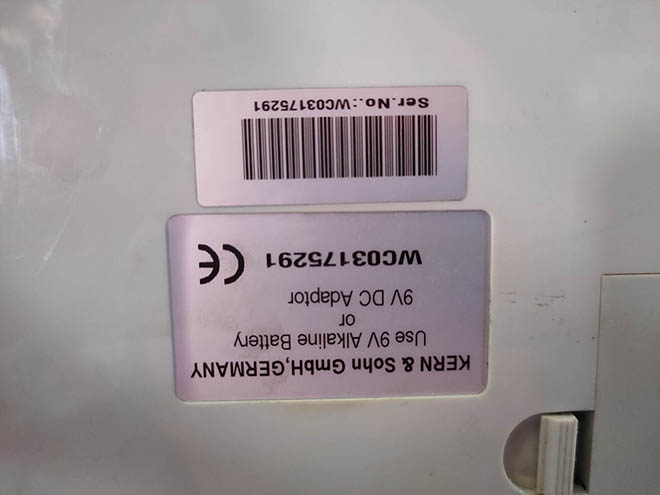 KERN & Sohn GmbH,GERMANY
Use 9V Alkaline Battery
or
9V DC Adaptor
WC03175291
CE
Ser.No.:WC03175291